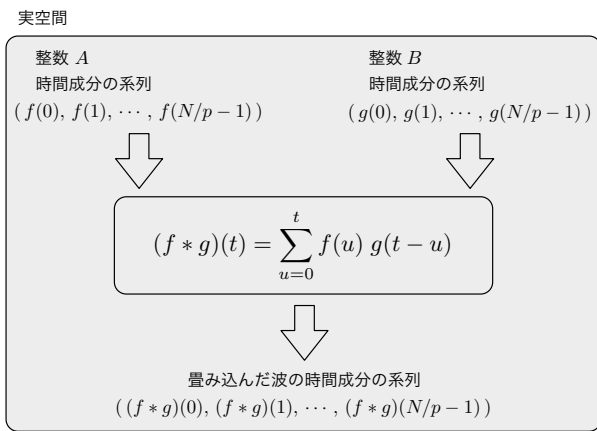 実空間
整数 A
時間成分の系列
( f(0), f(1), ⋯ , f(N/p − 1) )
整数 B
時間成分の系列
( g(0), g(1), ⋯ , g(N/p − 1) )
(f ∗ g)(t) = ∑_{u=0}^{t} f(u) g(t − u)
畳み込んだ波の時間成分の系列
( (f ∗ g)(0), (f ∗ g)(1), ⋯ , (f ∗ g)(N/p − 1) )